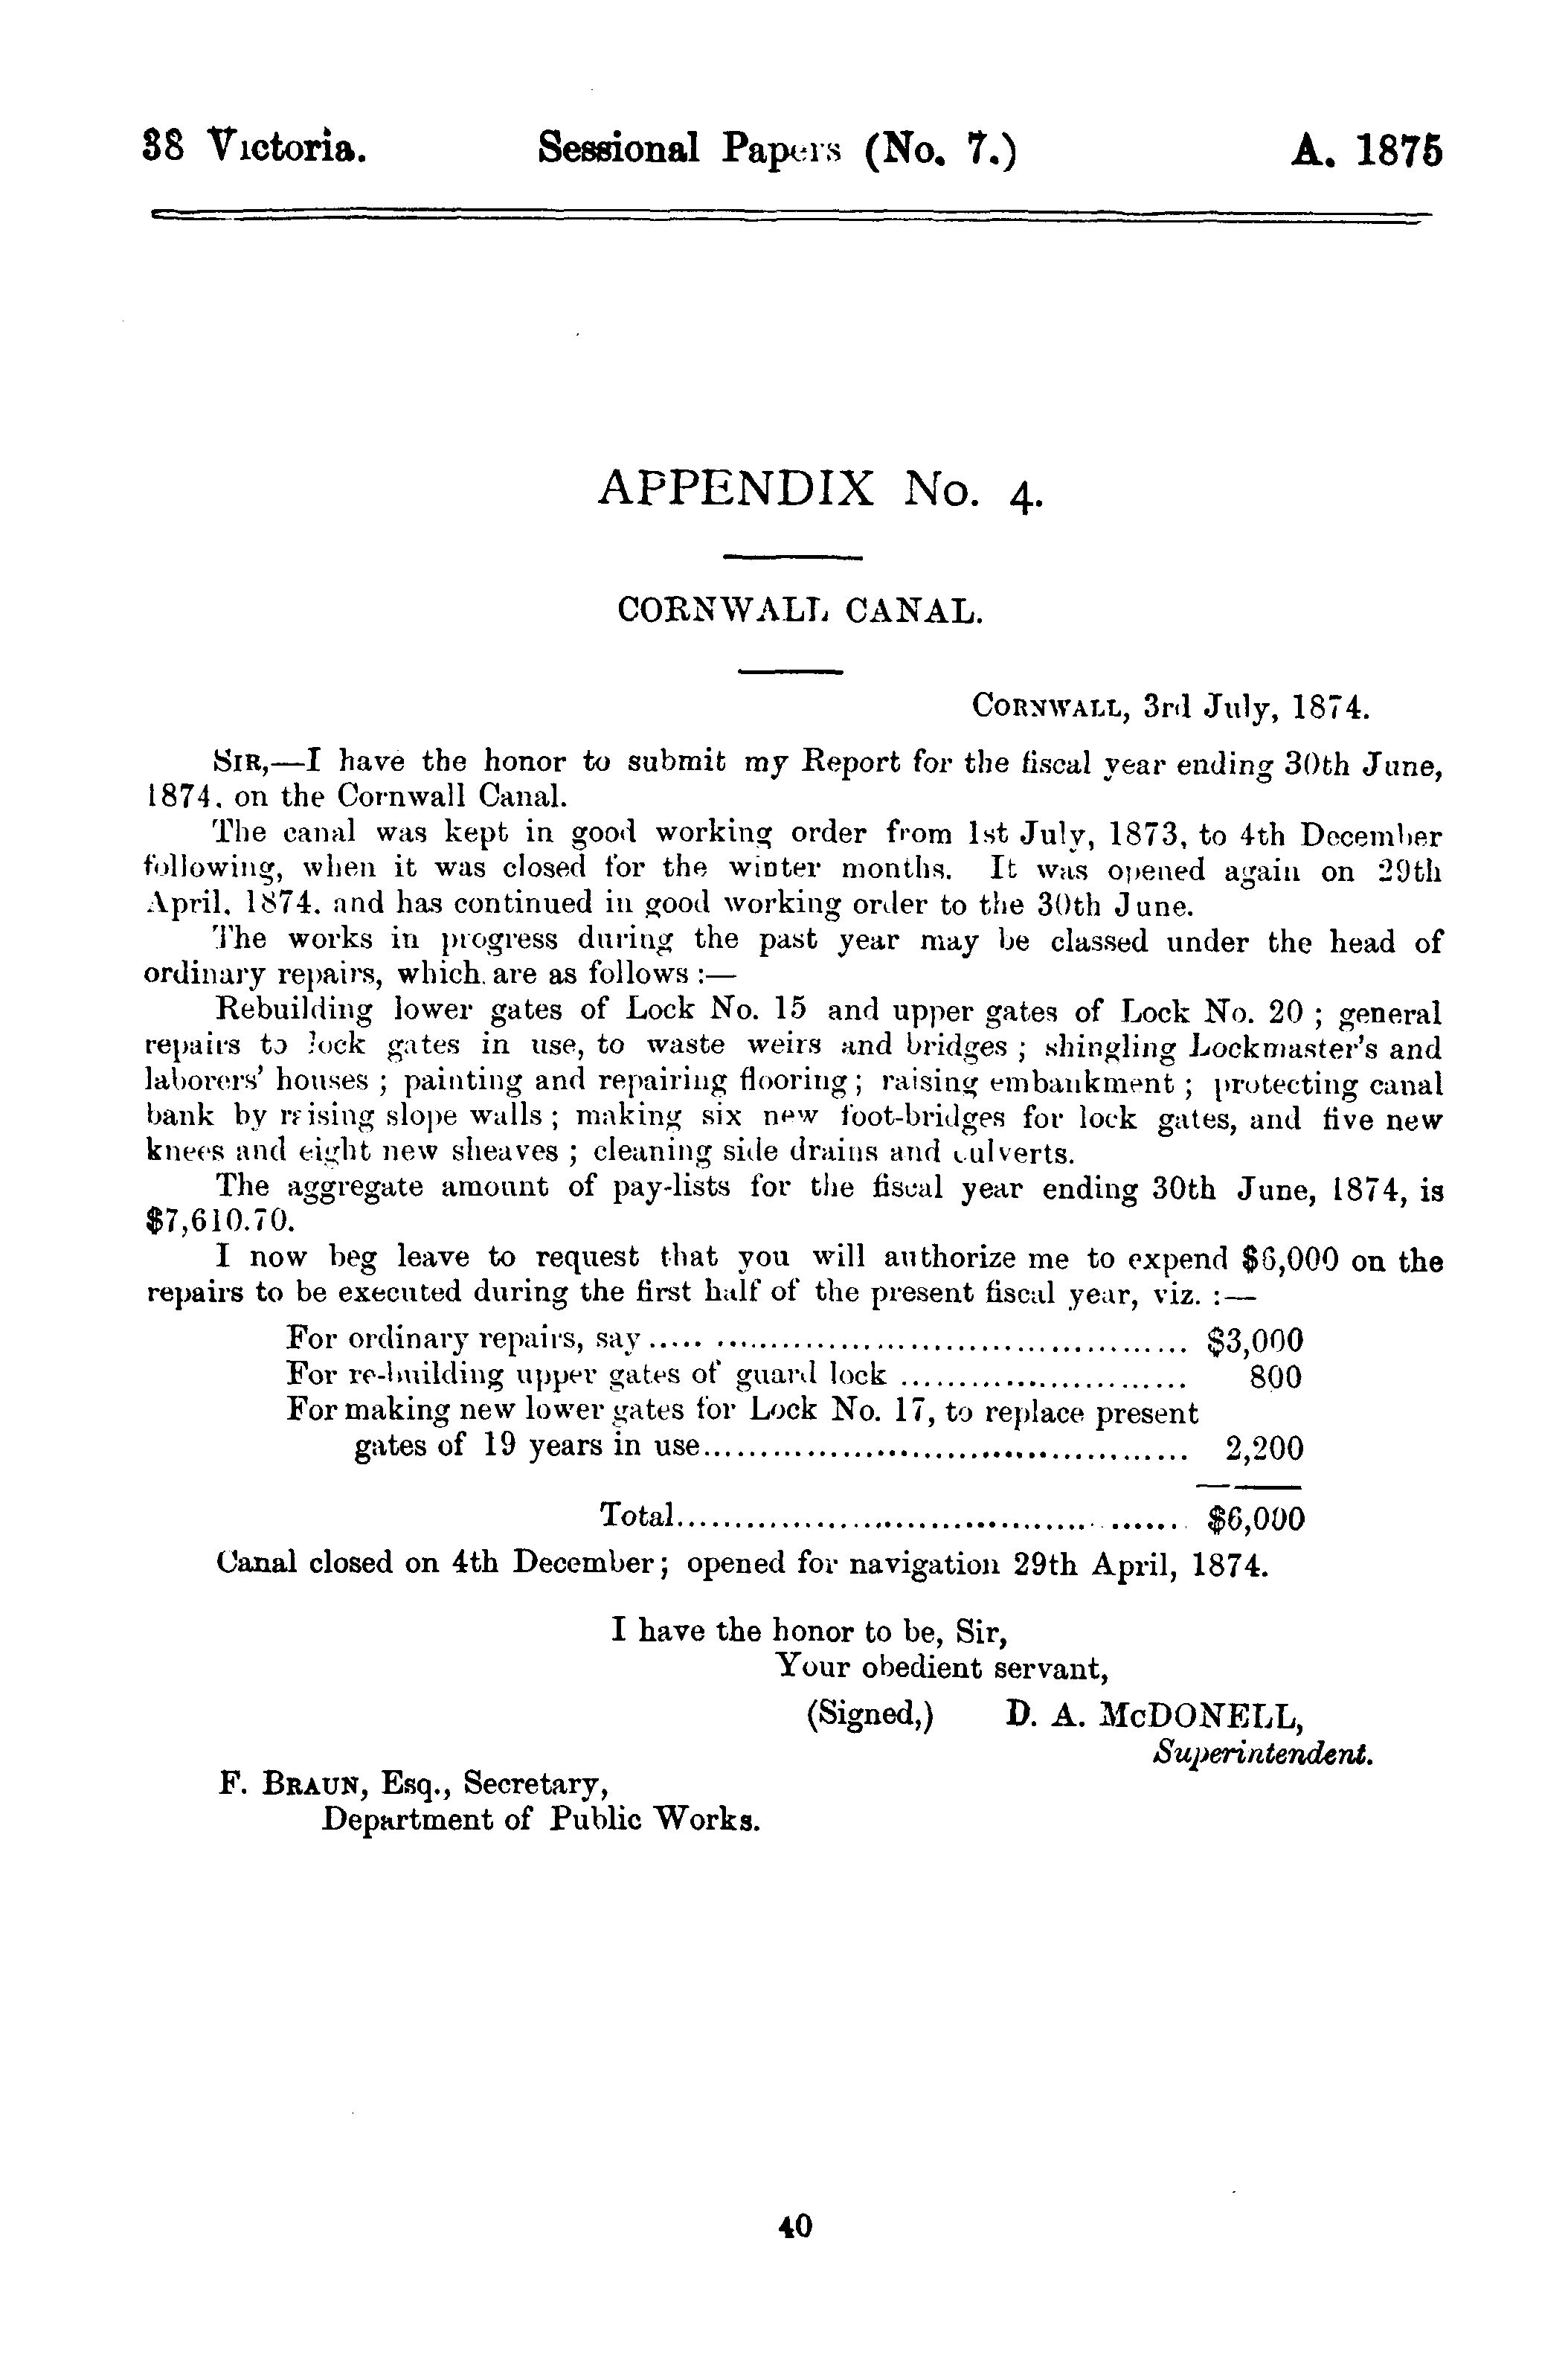 38 Victoria. Sessional Papers (No. 7.) A. 1875
APPENDIX No. 4.
CORNWALL CANAL.
CORNWALL, 3rd July, 1874.
SIR,—I have the honor to submit my Report for the fiscal year ending 30th June,
1874, on the Cornwall Canal.
The canal was kept in good working order from 1st July, 1873, to 4th December
following, when it was closed for the winter months. It was opened again on 29th
April, 1874, and has continued in good working order to the 30th June.
The works in progress during the past year may be classed under the head of
ordinary repairs, which are as follows :—
Rebuilding lower gates of Lock No. 15 and upper gates of Lock No. 20 ; general
repairs to lock gates in use, to waste weirs and bridges ; shingling Lockmaster's and
laborers' houses ; painting and repairing flooring ; raising embankment ; protecting canal
bank by raising slope walls ; making six new foot-bridges for lock gates, and five new
knees and eight new sheaves ; cleaning side drains and culverts.
The aggregate amount of pay-lists for the fiscal year ending 30th June, 1874, is
$7,610.70.
I now beg leave to request that you will authorize me to expend $6,000 on the
repairs to be executed during the first half of the present fiscal year, viz. :—
For ordinary repairs, say........................................ $3,000
For re-building upper gates of guard lock ........................ 800
For making new lower gates for Lock No. 17, to replace present
gates of 19 years in use........................................ 2,200
Total........................................ $6,000
Canal closed on 4th December; opened for navigation 29th April, 1874.
I have the honor to be, Sir,
Your obedient servant,
(Signed,) D. A. McDONELL,
Superintendent.
F. BRAUN, Esq., Secretary,
Department of Public Works.
40